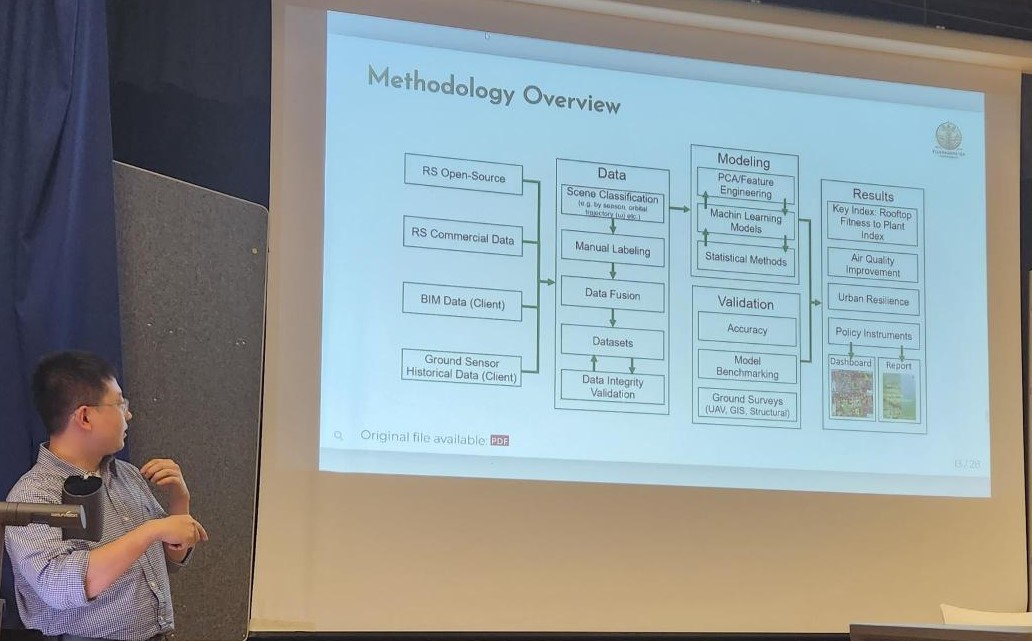 Methodology Overview
RS Open-Source
RS Commercial Data
BIM Data (Client)
Ground Sensor
Historical Data (Client)
Data
Scene Classification
(e.g. by sensor, orbital
trajectory (ω) etc.)
Manual Labeling
Data Fusion
Datasets
Data Integrity
Validation
Modeling
PCA/Feature
Engineering
Machin Learning
Models
Statistical Methods
Validation
Accuracy
Model
Benchmarking
Ground Surveys
(UAV, GIS, Structural)
Results
Key Index: Rooftop
Fitness to Plant
Index
Air Quality
Improvement
Urban Resilience
Policy Instruments
Dashboard
Report
Original file available: PDF
13 / 28